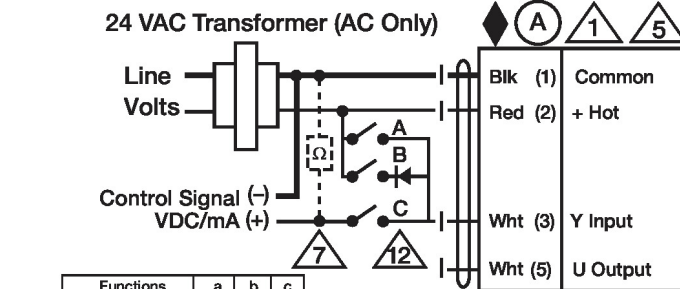 24 VAC Transformer (AC Only)
A 1 5
Line
Volts
Blk (1) Common
Red (2) + Hot
A
Ω
B
Control Signal (–)
VDC/mA (+)
C
Wht (3) Y Input
7 12
Wht (5) U Output
Functions a b c